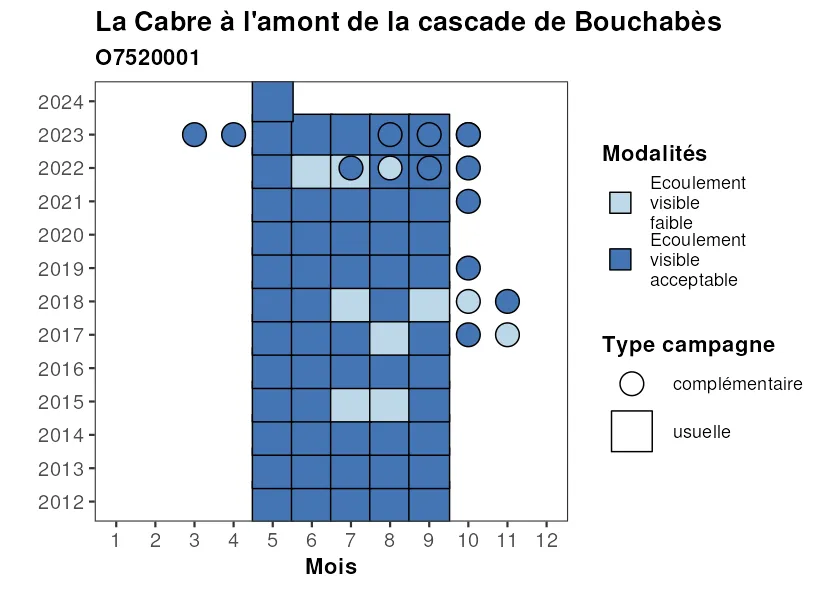 La Cabre à l'amont de la cascade de Bouchabès
O7520001
2024
2023
2022
2021
2020
2019
2018
2017
2016
2015
2014
2013
2012
1 2 3 4 5 6 7 8 9 10 11 12
Mois
Modalités
Ecoulement
visible
faible
Ecoulement
visible
acceptable
Type campagne
complémentaire
usuelle